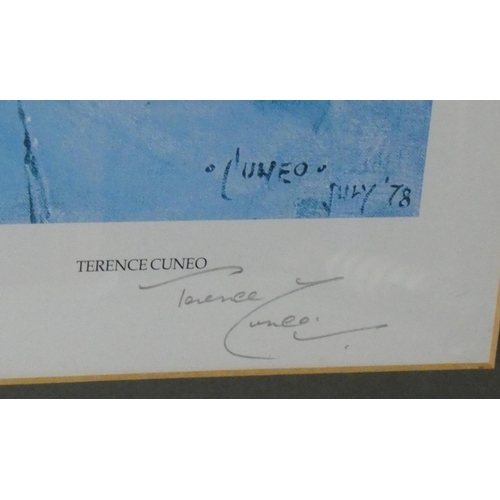 ·CUNEO·
JULY '78
TERENCE CUNEO
Terence
Cuneo.